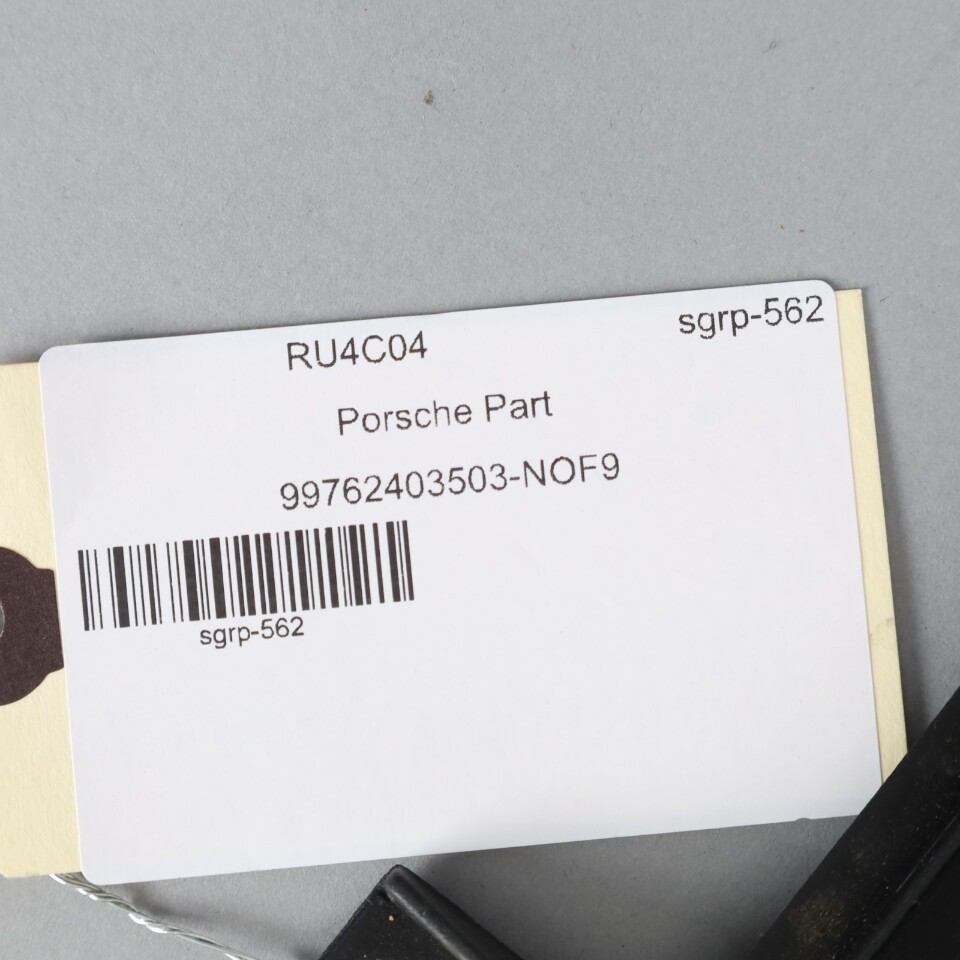 sgrp-562
RU4C04
Porsche Part
99762403503-NOF9
sgrp-562